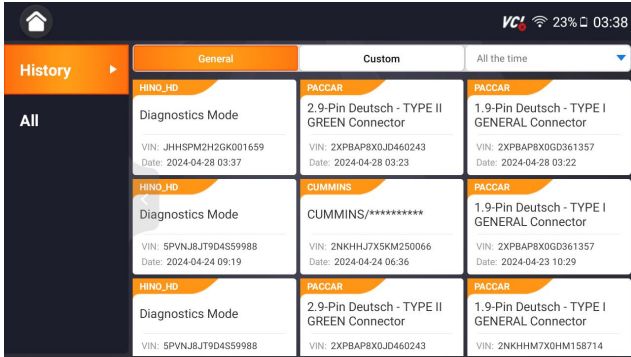 VCI 23% 03:38
History
All
General Custom All the time
HINO_HD
Diagnostics Mode
VIN: JHHSPM2H2GK001659
Date: 2024-04-28 03:37
PACCAR
2.9-Pin Deutsch - TYPE II
GREEN Connector
VIN: 2XPBAP8X0JD460243
Date: 2024-04-28 03:23
PACCAR
1.9-Pin Deutsch - TYPE I
GENERAL Connector
VIN: 2XPBAP8X0GD361357
Date: 2024-04-28 03:22
HINO_HD
Diagnostics Mode
VIN: 5PVNJ8JT9D4S59988
Date: 2024-04-24 09:19
CUMMINS
CUMMINS/**********
VIN: 2NKHHJ7X5KM250066
Date: 2024-04-24 06:36
PACCAR
1.9-Pin Deutsch - TYPE I
GENERAL Connector
VIN: 2XPBAP8X0GD361357
Date: 2024-04-23 10:29
HINO_HD
Diagnostics Mode
VIN: 5PVNJ8JT9D4S59988
PACCAR
2.9-Pin Deutsch - TYPE II
GREEN Connector
VIN: 2XPBAP8X0JD460243
PACCAR
1.9-Pin Deutsch - TYPE I
GENERAL Connector
VIN: 2NKHHM7X0HM158714